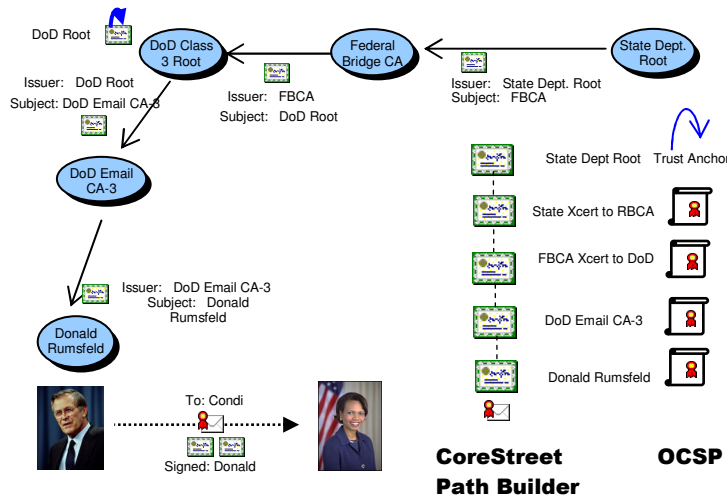 DoD Root
DoD Class
3 Root
Federal
Bridge CA
State Dept.
Root
Issuer: DoD Root
Subject: DoD Email CA-3
Issuer: FBCA
Subject: DoD Root
Issuer: State Dept. Root
Subject: FBCA
DoD Email
CA-3
Issuer: DoD Email CA-3
Subject: Donald
Rumsfeld
Donald
Rumsfeld
To: Condi
Signed: Donald
State Dept Root Trust Anchor
State Xcert to RBCA
FBCA Xcert to DoD
DoD Email CA-3
Donald Rumsfeld
CoreStreet
Path Builder
OCSP